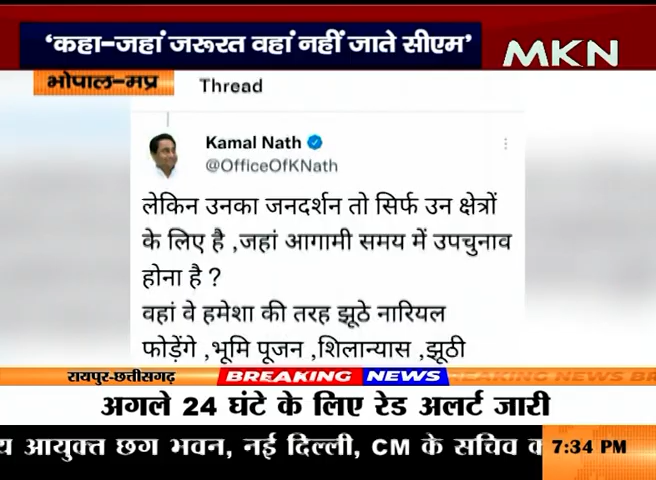 ‘कहा-जहां जरूरत वहां नहीं जाते सीएम’
MKN
भोपाल-मप्र
Thread
Kamal Nath
@OfficeOfKNath
लेकिन उनका जनदर्शन तो सिर्फ उन क्षेत्रों
के लिए है ,जहां आगामी समय में उपचुनाव
होना है ?
वहां वे हमेशा की तरह झूठे नारियल
फोड़ेंगे ,भूमि पूजन ,शिलान्यास ,झूठी
रायपुर-छत्तीसगढ़
BREAKING NEWS
अगले 24 घंटे के लिए रेड अलर्ट जारी
आयुक्त छग भवन, नई दिल्ली, CM के सचिव
7:34 PM